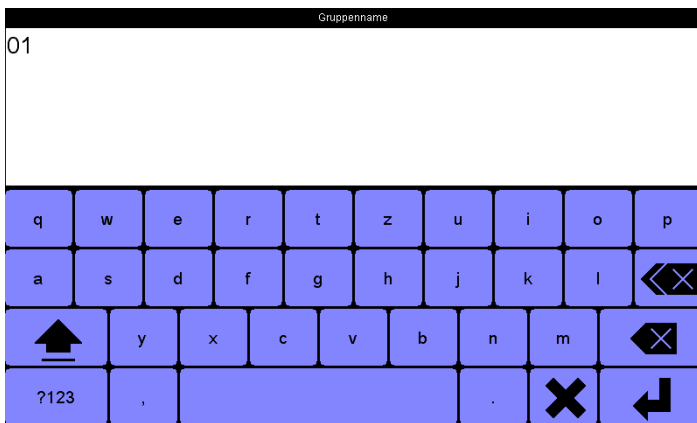 Gruppenname
01
q w e r t z u i o p
a s d f g h j k l
y x c v b n m
?123 , .